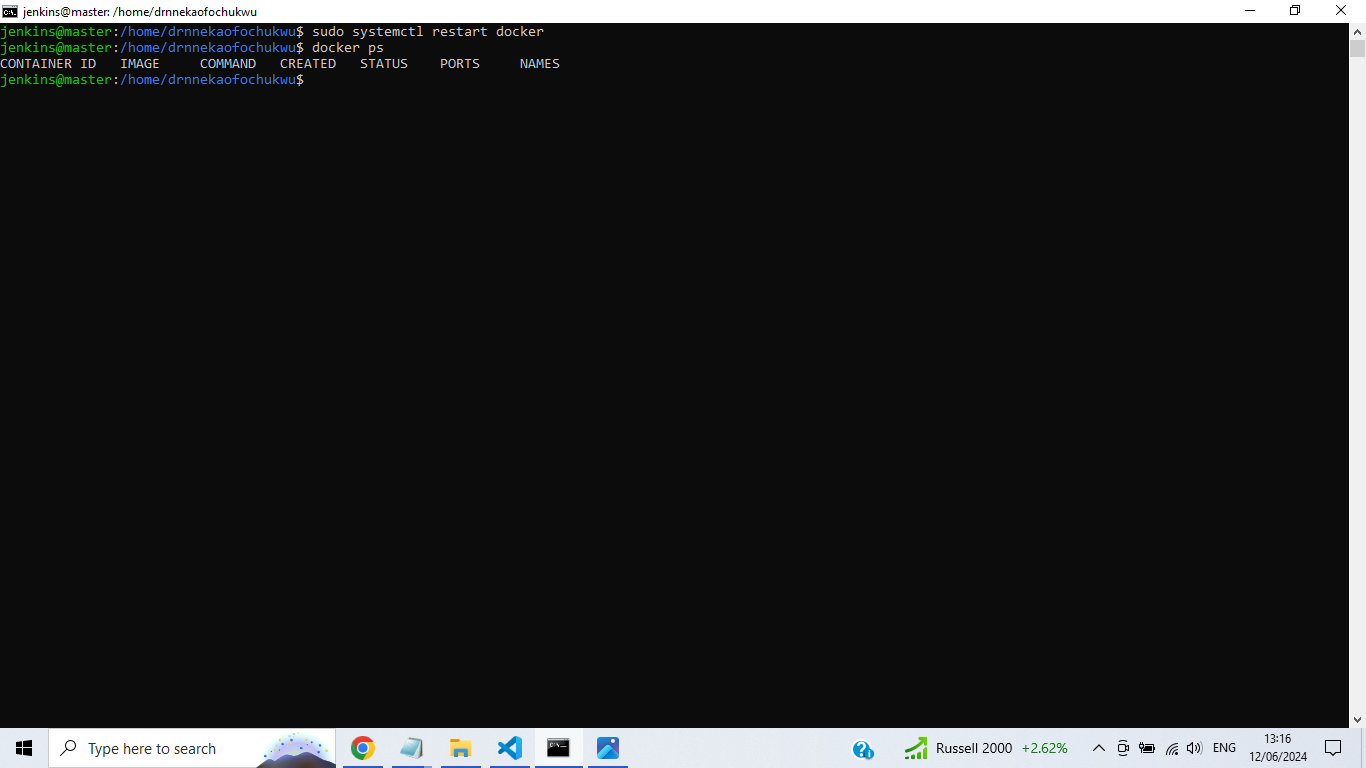 jenkins@master: /home/drnnekaofochukwu
jenkins@master:/home/drnnekaofochukwu$ sudo systemctl restart docker
jenkins@master:/home/drnnekaofochukwu$ docker ps
CONTAINER ID   IMAGE     COMMAND   CREATED   STATUS    PORTS     NAMES
jenkins@master:/home/drnnekaofochukwu$
Type here to search
Russell 2000 +2.62%
ENG
13:16
12/06/2024